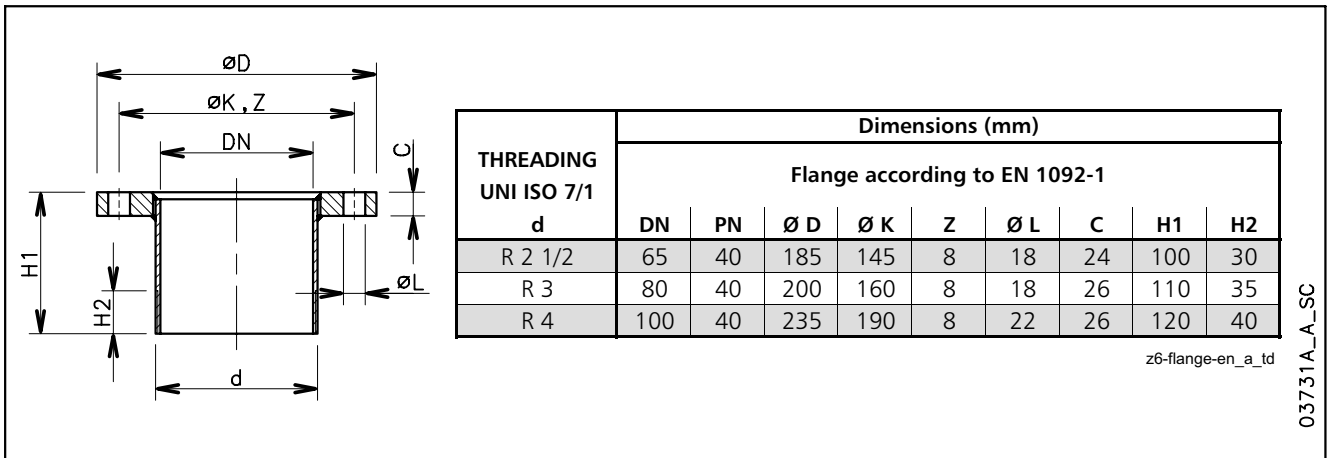 øD
øK , Z
DN
C
H1
H2
øL
d
THREADING
UNI ISO 7/1
d
Dimensions (mm)
Flange according to EN 1092-1
DN PN Ø D Ø K Z Ø L C H1 H2
R 2 1/2 65 40 185 145 8 18 24 100 30
R 3 80 40 200 160 8 18 26 110 35
R 4 100 40 235 190 8 22 26 120 40
z6-flange-en_a_td
03731A_A_SC